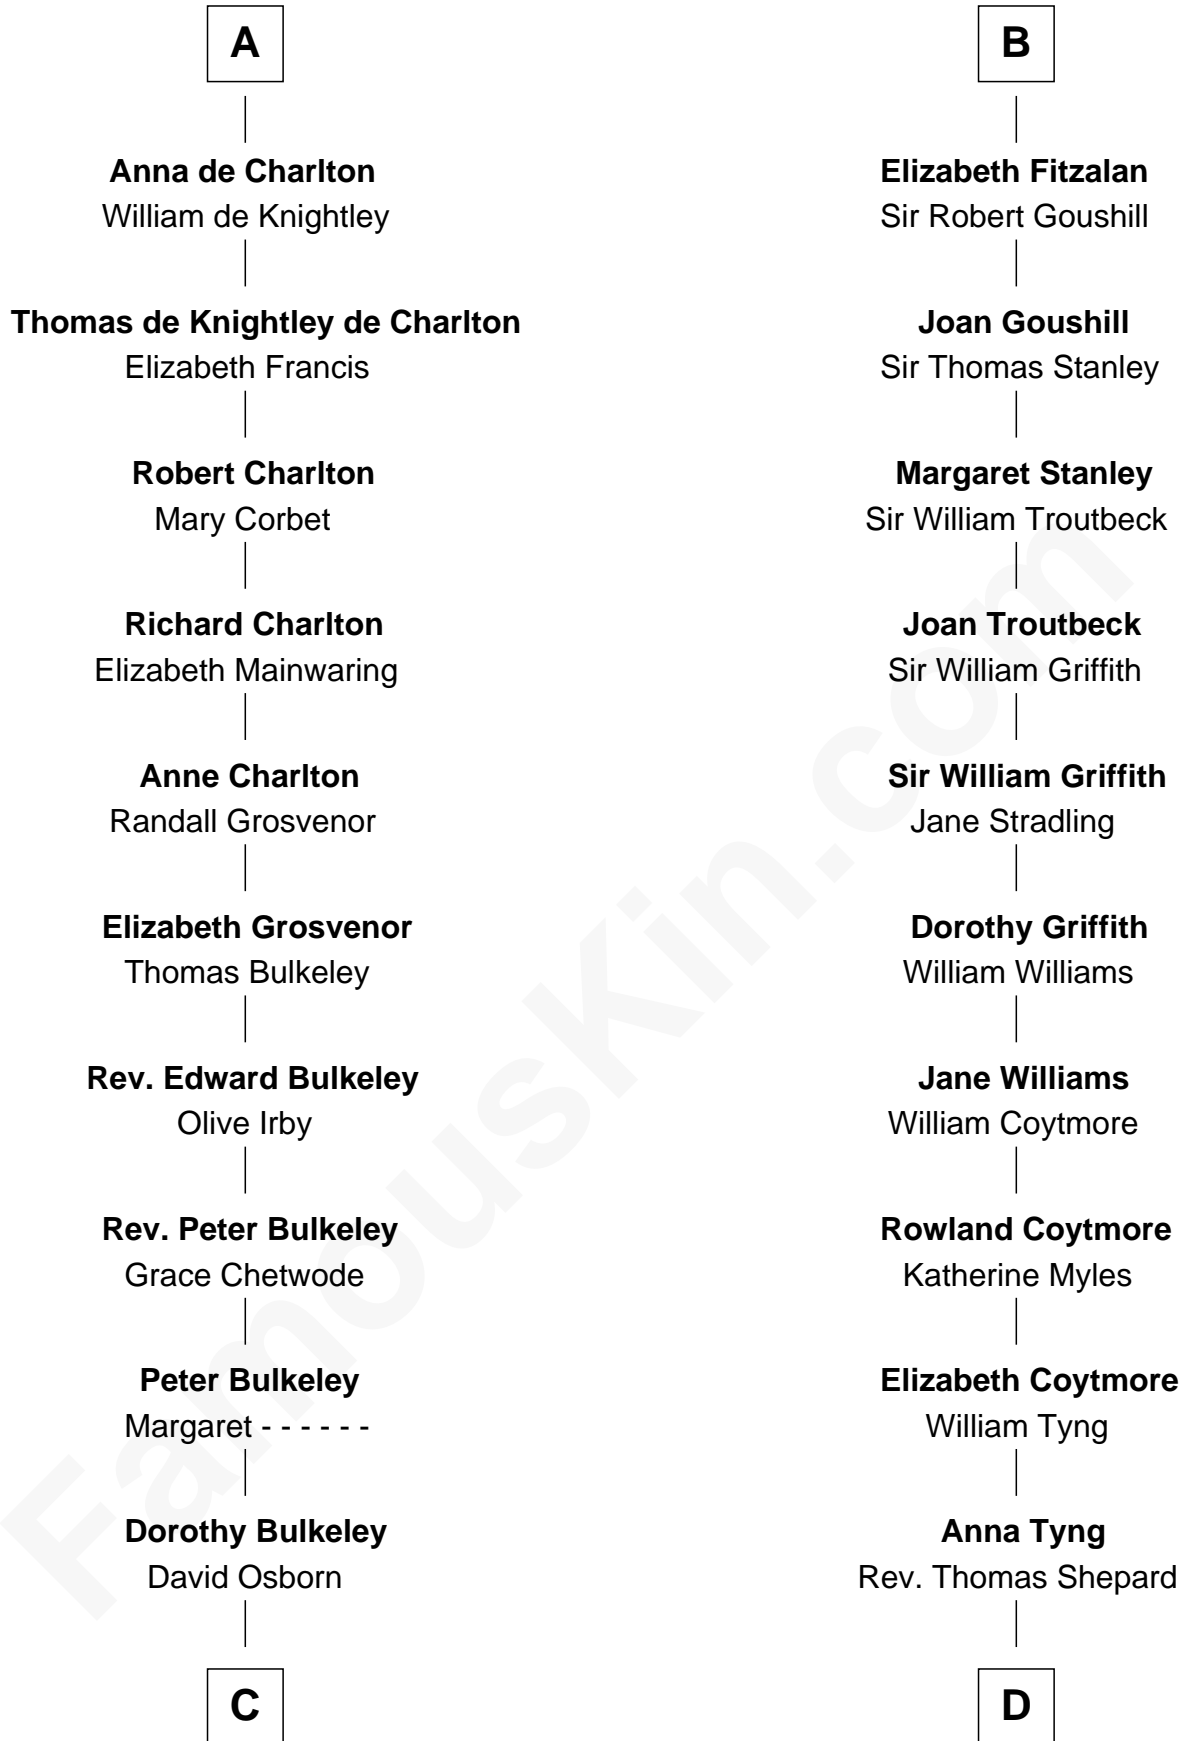 A
Anna de Charlton
William de Knightley
Thomas de Knightley de Charlton
Elizabeth Francis
Robert Charlton
Mary Corbet
Richard Charlton
Elizabeth Mainwaring
Anne Charlton
Randall Grosvenor
Elizabeth Grosvenor
Thomas Bulkeley
Rev. Edward Bulkeley
Olive Irby
Rev. Peter Bulkeley
Grace Chetwode
Peter Bulkeley
Margaret - - - - - -
Dorothy Bulkeley
David Osborn
C
B
Elizabeth Fitzalan
Sir Robert Goushill
Joan Goushill
Sir Thomas Stanley
Margaret Stanley
Sir William Troutbeck
Joan Troutbeck
Sir William Griffith
Sir William Griffith
Jane Stradling
Dorothy Griffith
William Williams
Jane Williams
William Coytmore
Rowland Coytmore
Katherine Myles
Elizabeth Coytmore
William Tyng
Anna Tyng
Rev. Thomas Shepard
D
FamousKin.com